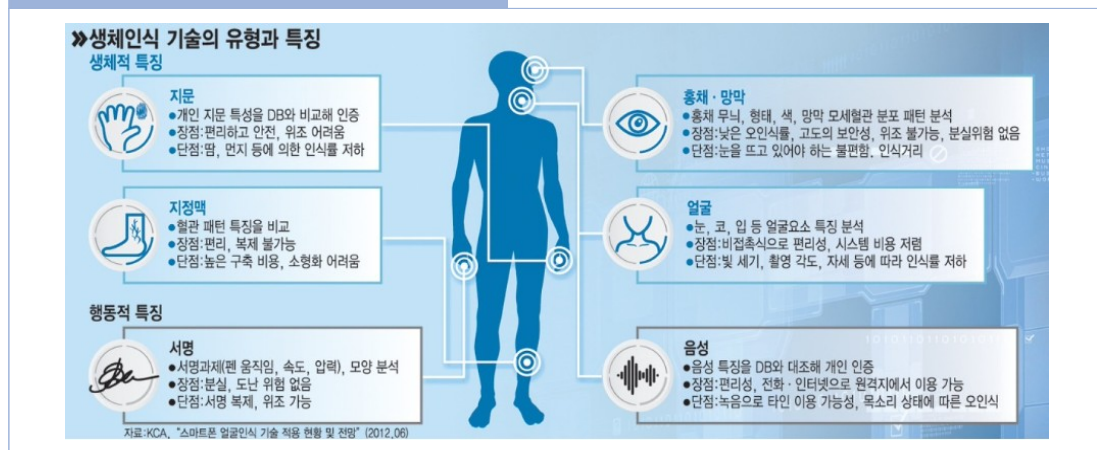 »생체인식 기술의 유형과 특징
생체적 특징
지문
●개인 지문 특성을 DB와 비교해 인증
●장점:편리하고 안전, 위조 어려움
●단점:땀, 먼지 등에 의한 인식률 저하
홍채·망막
●홍채 무늬, 형태, 색, 망막 모세혈관 분포 패턴 분석
●장점:낮은 오인식률, 고도의 보안성, 위조 불가능, 분실위험 없음
●단점:눈을 뜨고 있어야 하는 불편함, 인식거리
지정맥
●혈관 패턴 특징을 비교
●장점:편리, 복제 불가능
●단점:높은 구축 비용, 소형화 어려움
얼굴
●눈, 코, 입 등 얼굴요소 특징 분석
●장점:비접촉식으로 편리성, 시스템 비용 저렴
●단점:빛 세기, 촬영 각도, 자세 등에 따라 인식률 저하
행동적 특징
서명
●서명과제(펜 움직임, 속도, 압력), 모양 분석
●장점:분실, 도난 위험 없음
●단점:서명 복제, 위조 가능
음성
●음성 특징을 DB와 대조해 개인 인증
●장점:편리성, 전화·인터넷으로 원격지에서 이용 가능
●단점:녹음으로 타인 이용 가능성, 목소리 상태에 따른 오인식
자료:KCA, "스마트폰 얼굴인식 기술 적용 현황 및 전망" (2012.06)